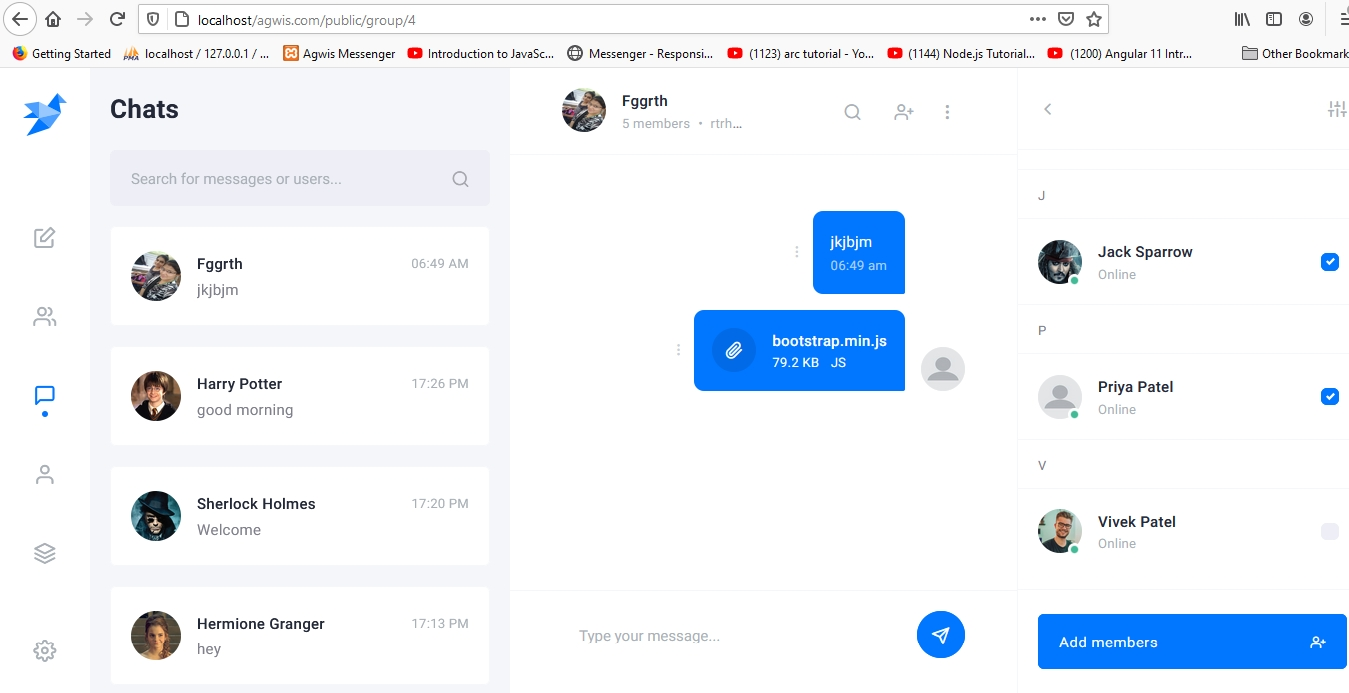 localhost/agwis.com/public/group/4
Getting Started
PMA
localhost / 127.0.0.1 / ...
Agwis Messenger
Introduction to JavaSc...
Messenger - Responsi...
(1123) arc tutorial - Yo...
(1144) Node.js Tutorial...
(1200) Angular 11 Intr...
Other Bookmark
Chats
Search for messages or users...
Fggrth
06:49 AM
jkjbjm
Harry Potter
17:26 PM
good morning
Sherlock Holmes
17:20 PM
Welcome
Hermione Granger
17:13 PM
hey
Fggrth
5 members • rtrh...
jkjbjm
06:49 am
bootstrap.min.js
79.2 KB JS
Type your message...
J
Jack Sparrow
Online
P
Priya Patel
Online
V
Vivek Patel
Online
Add members